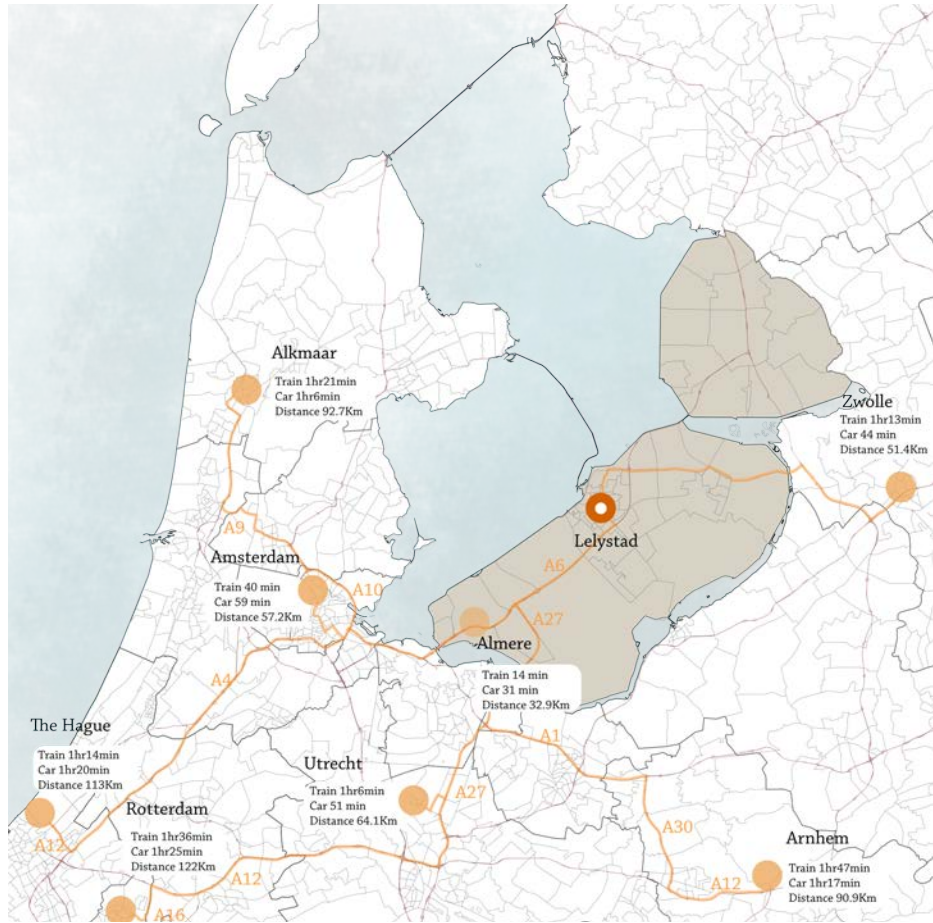 Alkmaar
Train 1hr21min
Car 1hr6min
Distance 92.7Km
Zwolle
Train 1hr13min
Car 44 min
Distance 51.4Km
A9
Lelystad
Amsterdam
Train 40 min
Car 59 min
Distance 57.2Km
A10
A6
A27
Almere
Train 14 min
Car 31 min
Distance 32.9Km
A4
A1
The Hague
Train 1hr14min
Car 1hr20min
Distance 113Km
A12
Utrecht
Train 1hr6min
Car 51 min
Distance 64.1Km
A27
Rotterdam
Train 1hr36min
Car 1hr25min
Distance 122Km
A12
A16
A30
Arnhem
Train 1hr47min
Car 1hr17min
Distance 90.9Km
A12